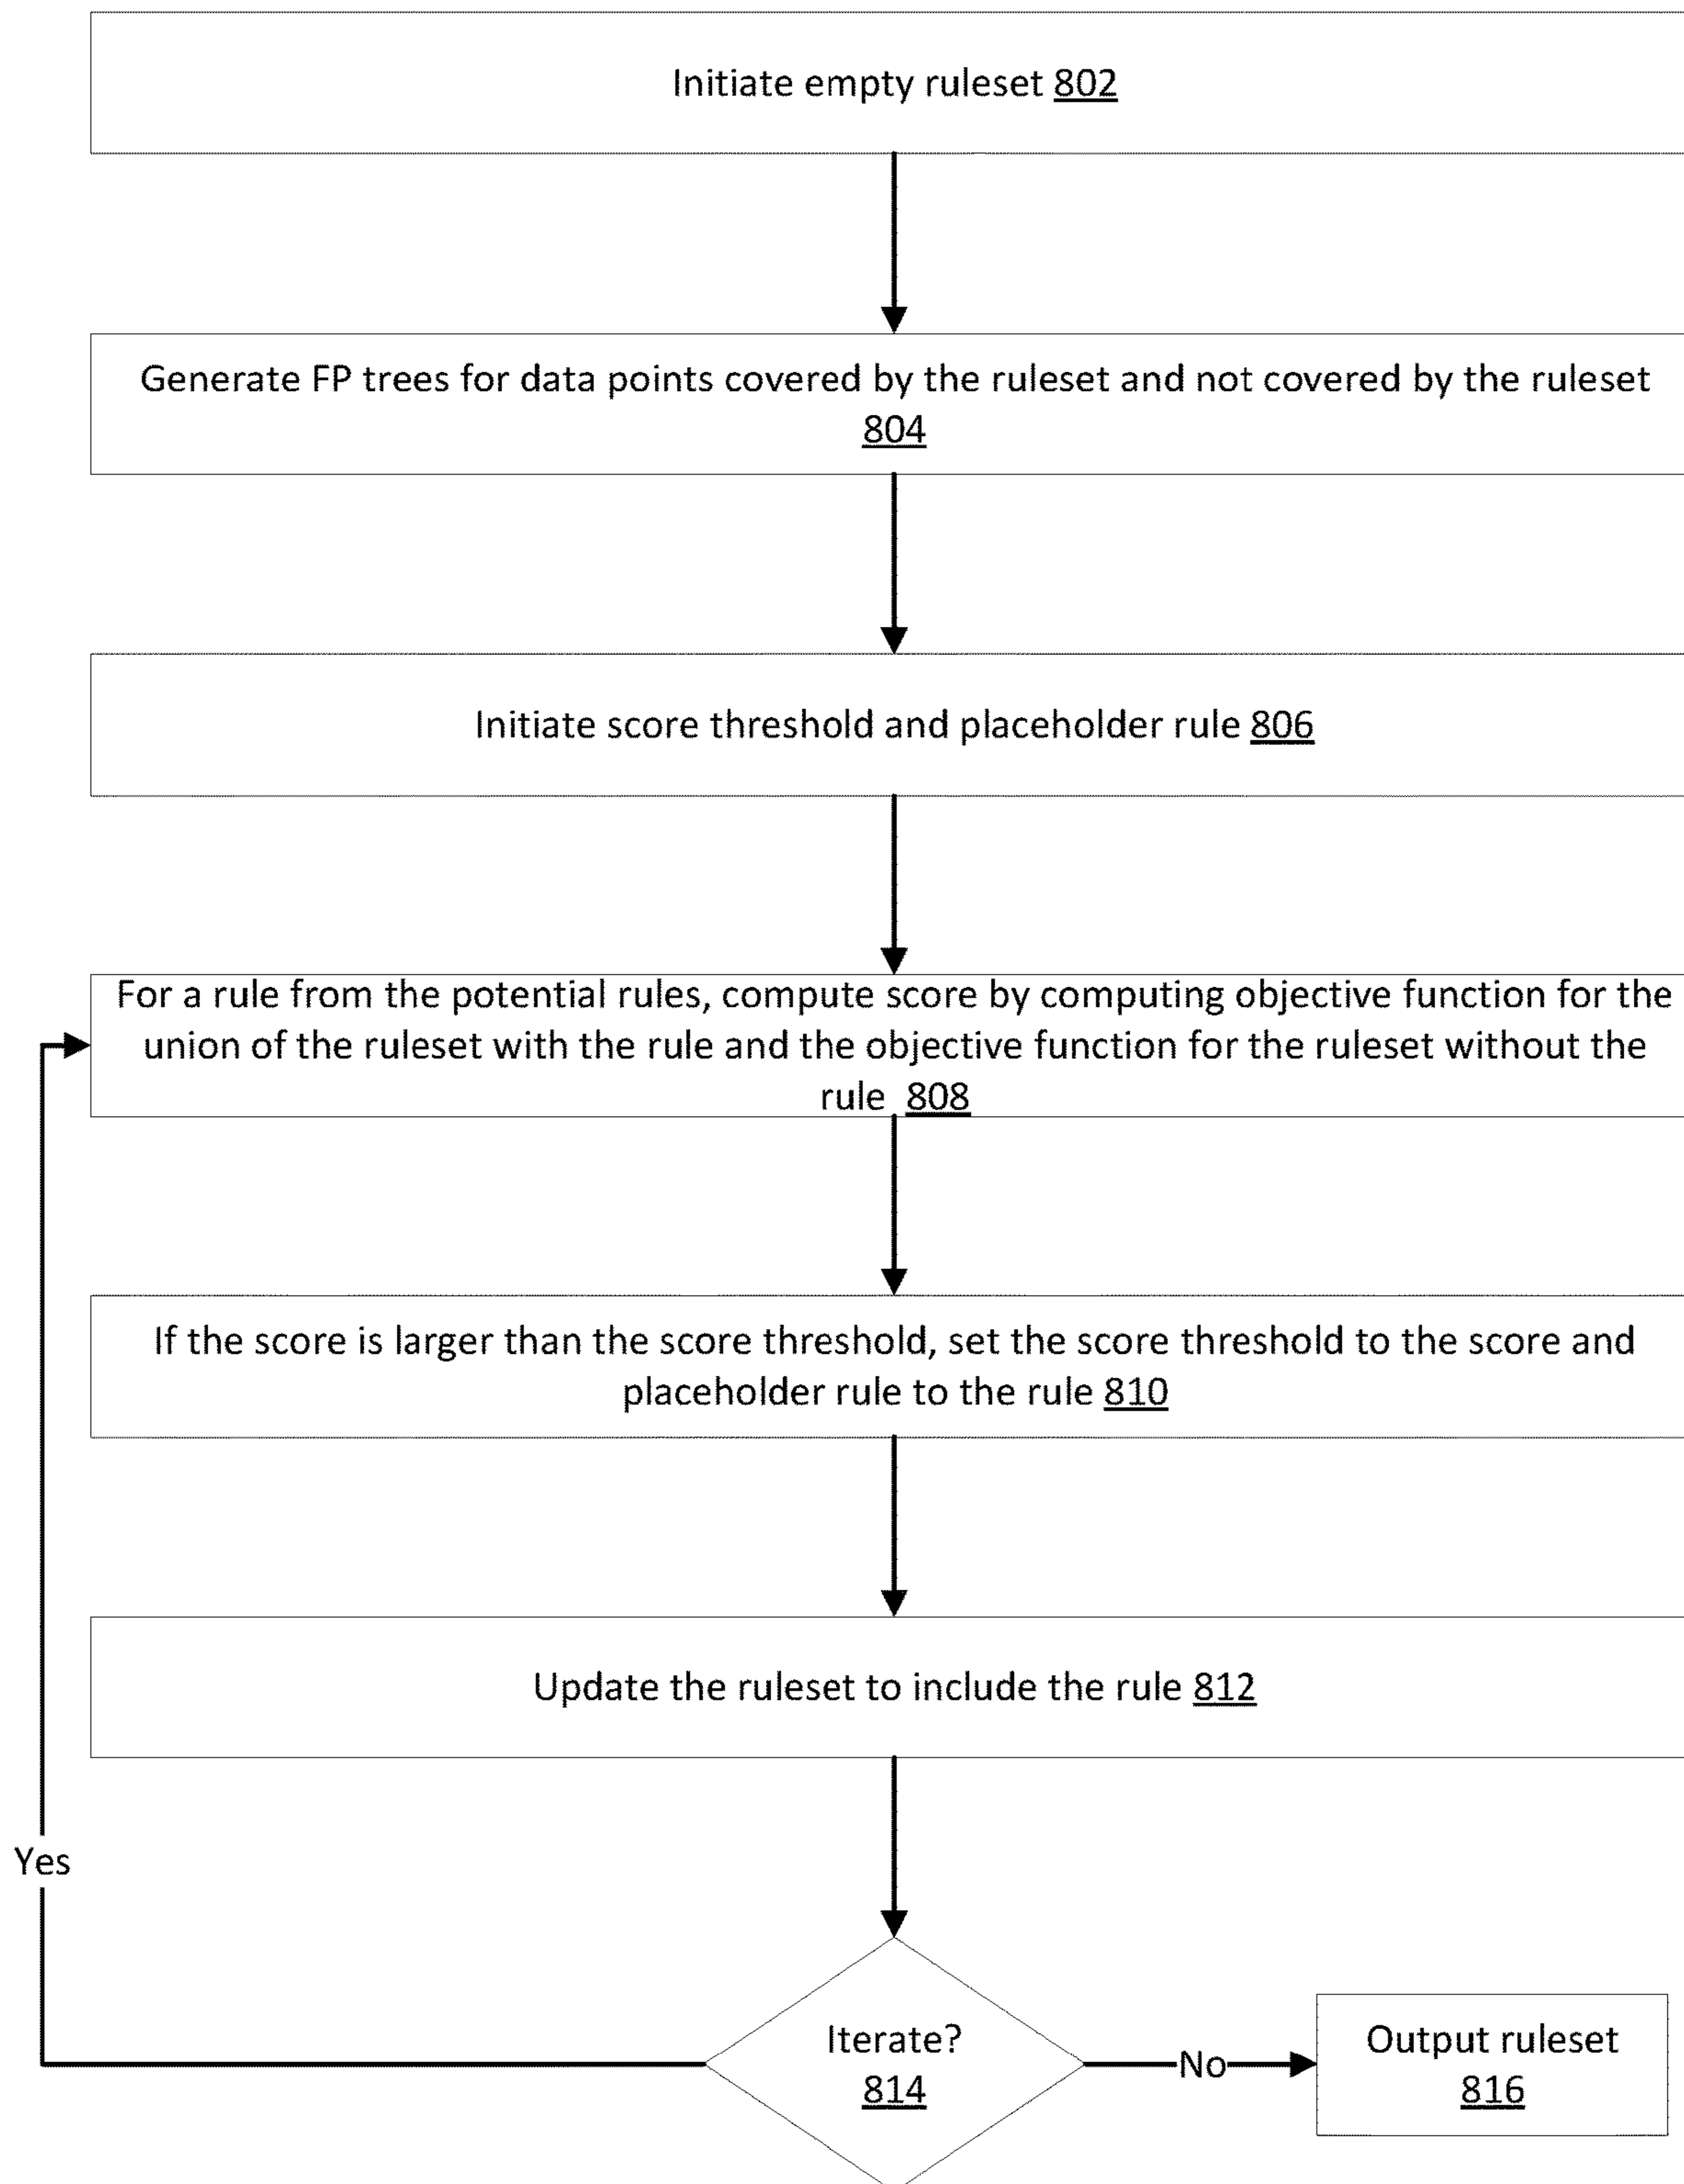 Initiate empty ruleset 802
Generate FP trees for data points covered by the ruleset and not covered by the ruleset
804
Initiate score threshold and placeholder rule 806
For a rule from the potential rules, compute score by computing objective function for the
union of the ruleset with the rule and the objective function for the ruleset without the
rule 808
If the score is larger than the score threshold, set the score threshold to the score and
placeholder rule to the rule 810
Update the ruleset to include the rule 812
Yes
Iterate?
814
No
Output ruleset
816